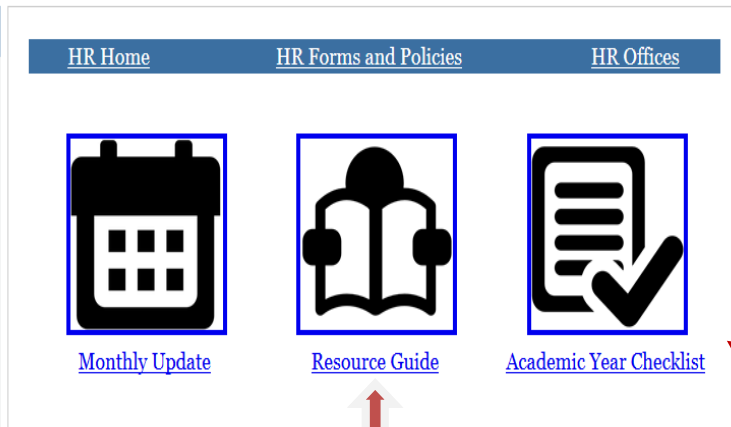 HR Home HR Forms and Policies HR Offices
Monthly Update Resource Guide Academic Year Checklist